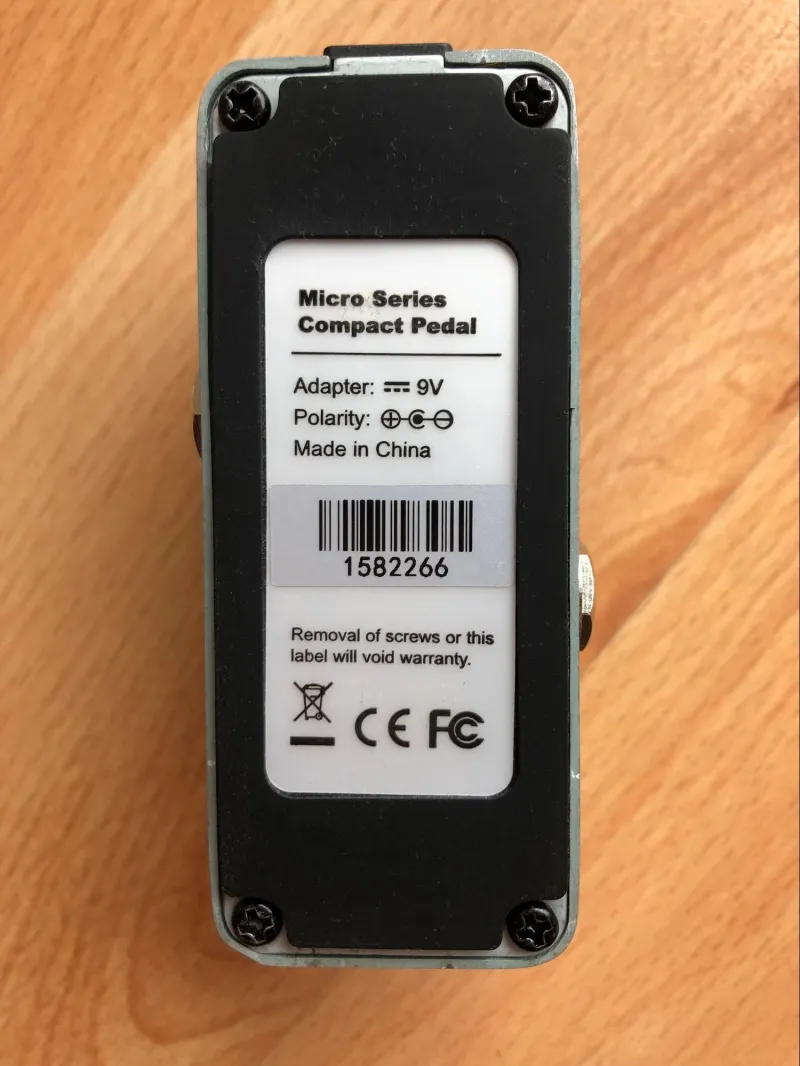 Micro Series
Compact Pedal
Adapter: ⎓ 9V
Polarity:
Made in China
1582266
Removal of screws or this
label will void warranty.
CE FC